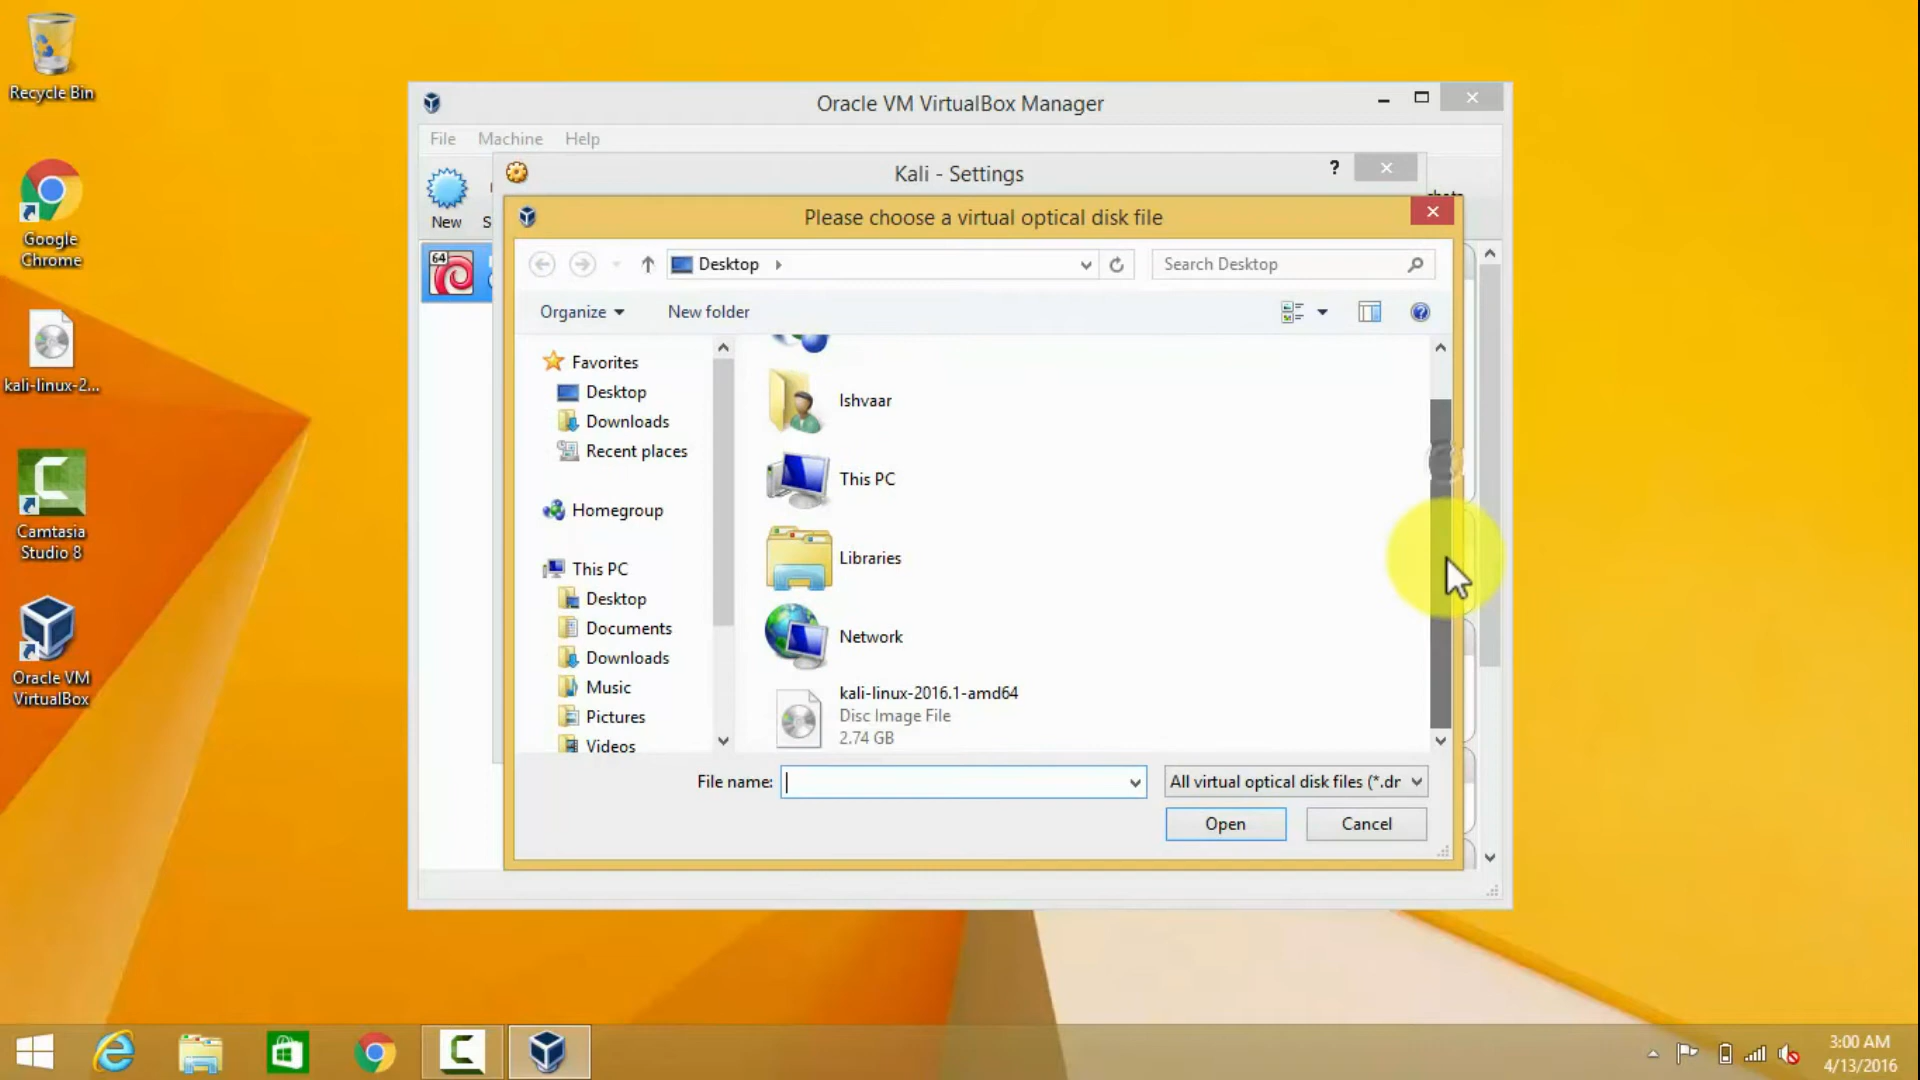 Recycle Bin
Google
Chrome
kali-linux-2...
Camtasia
Studio 8
Oracle VM
VirtualBox
Oracle VM VirtualBox Manager
File Machine Help
New S
64
Kali - Settings
?
Please choose a virtual optical disk file
Desktop
Search Desktop
Organize
New folder
Favorites
Desktop
Downloads
Recent places
Homegroup
This PC
Desktop
Documents
Downloads
Music
Pictures
Videos
Ishvaar
This PC
Libraries
Network
kali-linux-2016.1-amd64
Disc Image File
2.74 GB
File name:
All virtual optical disk files (*.dr
Open
Cancel
3:00 AM
4/13/2016